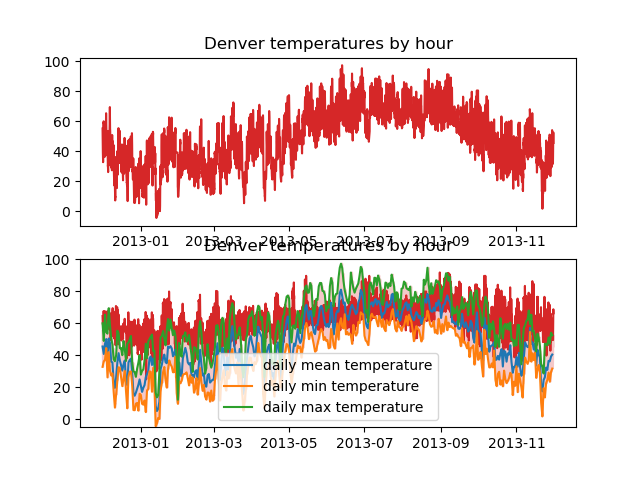 Denver temperatures by hour
100
80
60
40
20
0
2013-01 2013-03 2013-05 2013-07 2013-09 2013-11
Denver temperatures by hour
100
80
60
40
20
0
daily mean temperature
daily min temperature
daily max temperature
2013-01 2013-03 2013-05 2013-07 2013-09 2013-11